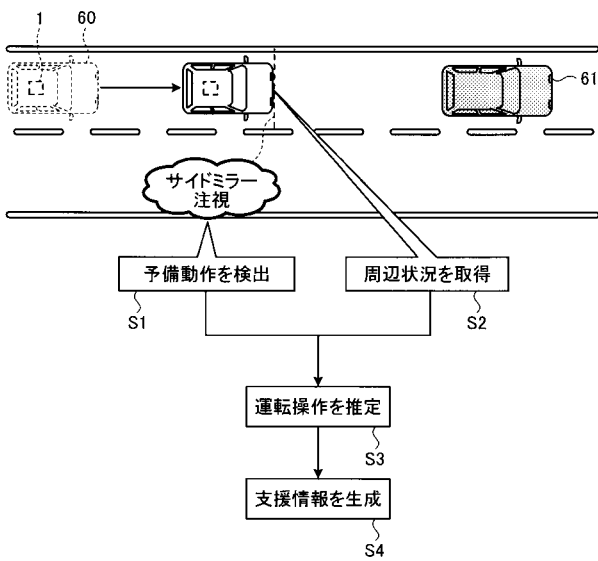 1
60
61
サイドミラー
注視
予備動作を検出
周辺状況を取得
S1
S2
運転操作を推定
S3
支援情報を生成
S4